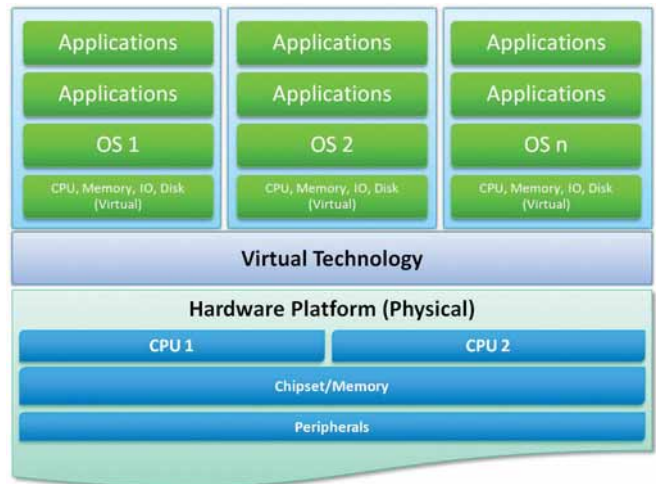 Applications
Applications
OS 1
CPU, Memory, IO, Disk
(Virtual)
Applications
Applications
OS 2
CPU, Memory, IO, Disk
(Virtual)
Applications
Applications
OS n
CPU, Memory, IO, Disk
(Virtual)
Virtual Technology
Hardware Platform (Physical)
CPU 1
CPU 2
Chipset/Memory
Peripherals